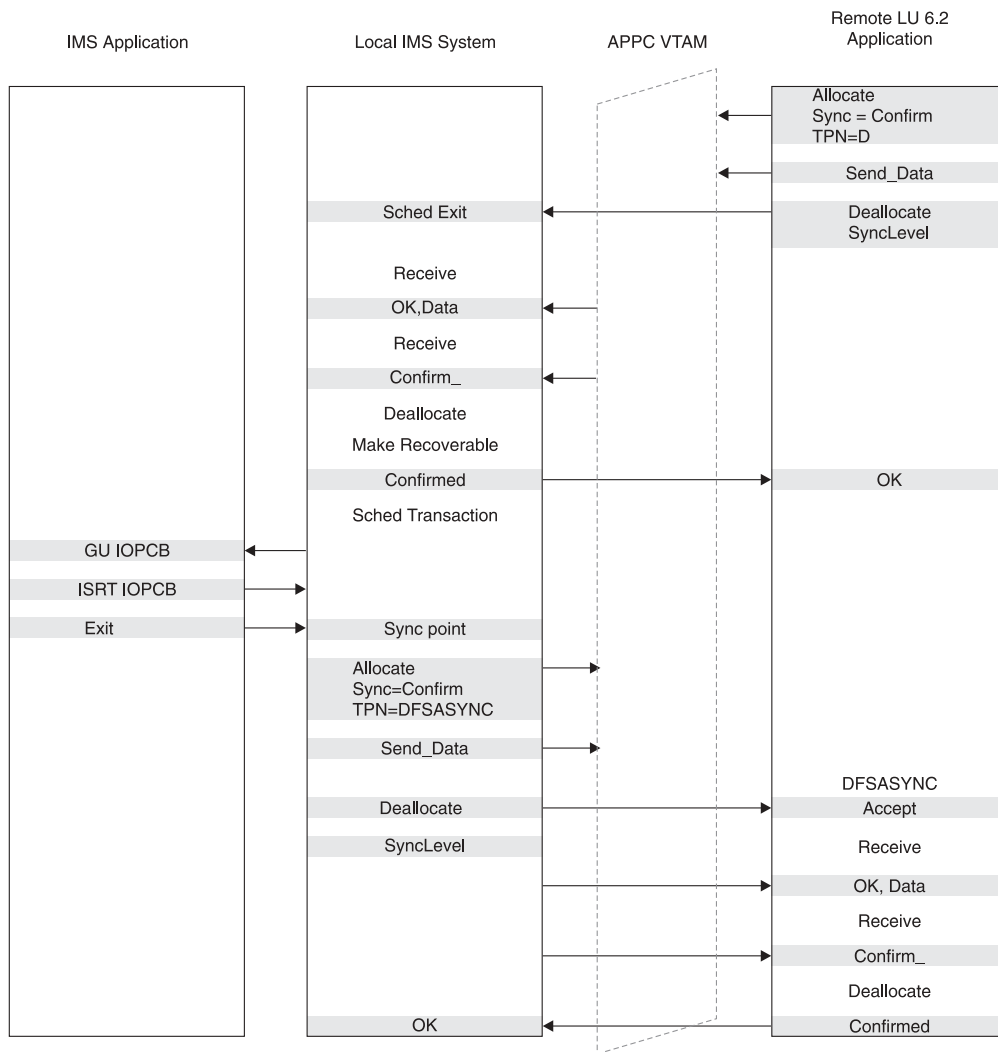 IMS Application
Local IMS System
APPC VTAM
Remote LU 6.2
Application
Allocate
Sync = Confirm
TPN=D
Send_Data
Sched Exit
Deallocate
SyncLevel
Receive
OK,Data
Receive
Confirm_
Deallocate
Make Recoverable
Confirmed
OK
Sched Transaction
GU IOPCB
ISRT IOPCB
Exit
Sync point
Allocate
Sync=Confirm
TPN=DFSASYNC
Send_Data
DFSASYNC
Deallocate
Accept
SyncLevel
Receive
OK, Data
Receive
Confirm_
Deallocate
OK
Confirmed